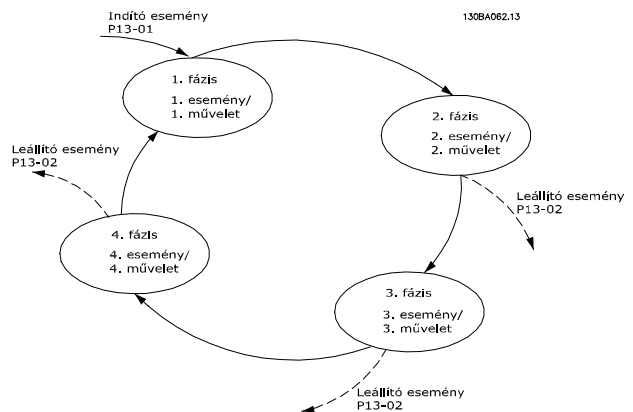 Indító esemény
P13-01
130BA062.13
1. fázis
1. esemény/
1. művelet
2. fázis
2. esemény/
2. művelet
Leállító esemény
P13-02
Leállító esemény
P13-02
4. fázis
4. esemény/
4. művelet
3. fázis
3. esemény/
3. művelet
Leállító esemény
P13-02